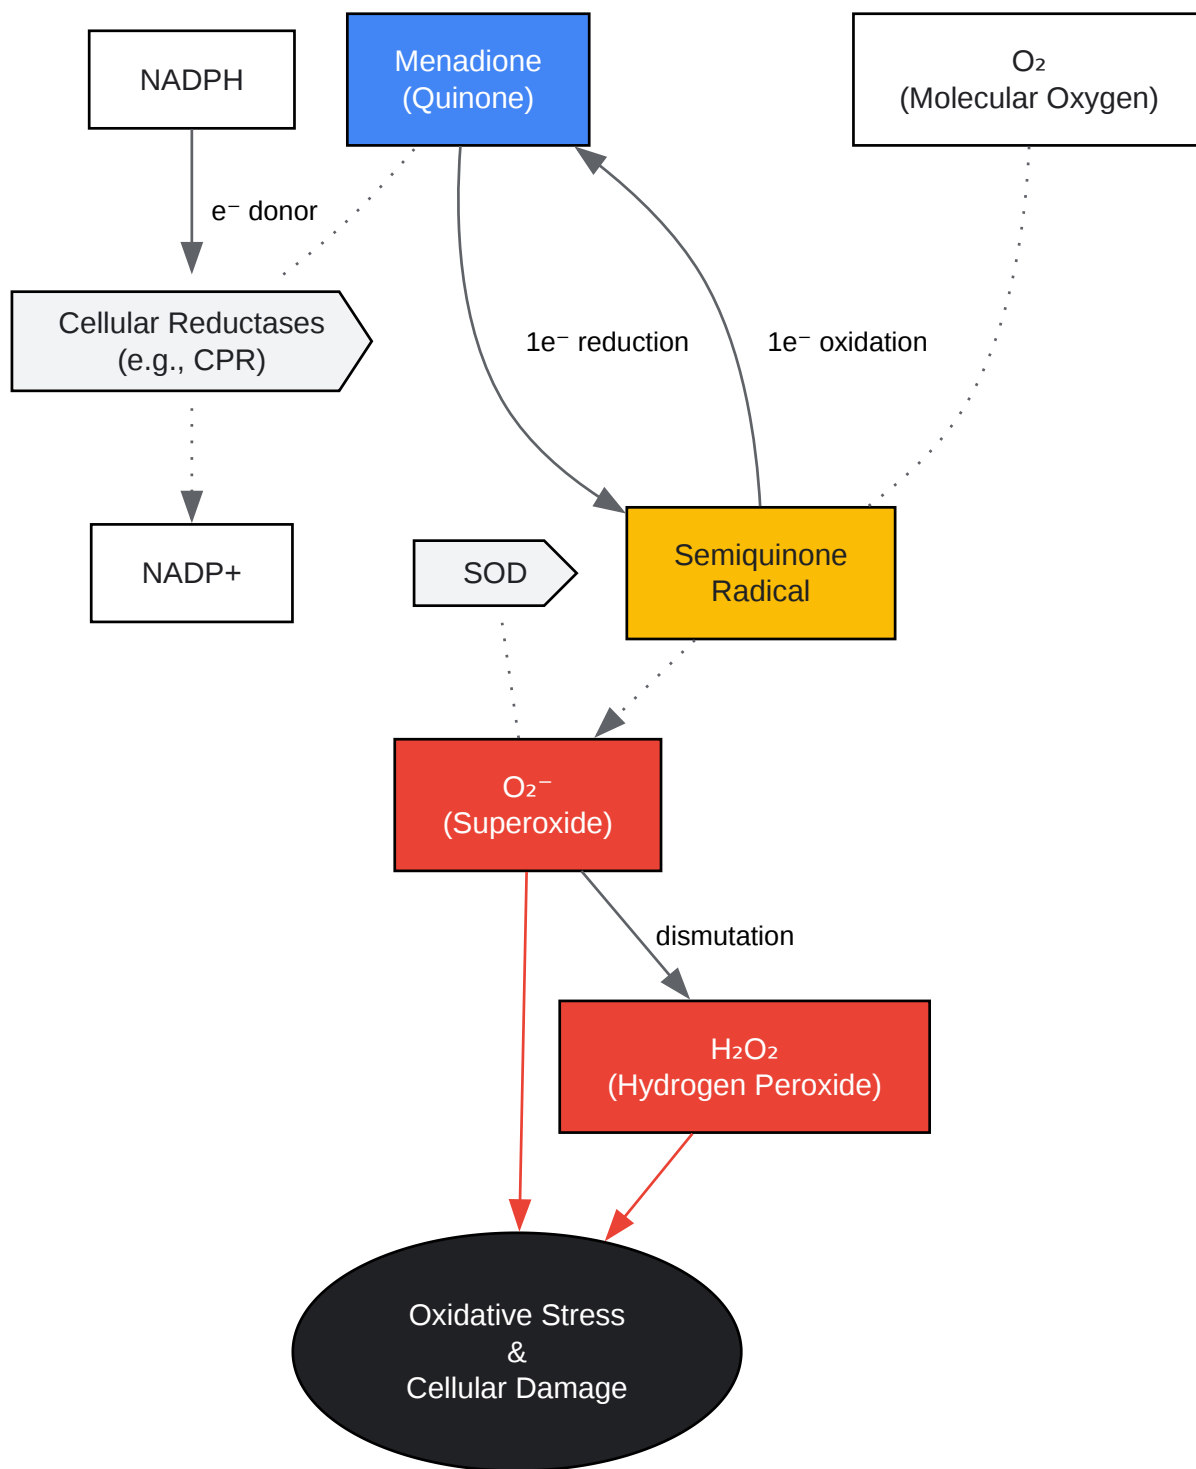 NADPH
Menadione
(Quinone)
O₂
(Molecular Oxygen)
e⁻ donor
Cellular Reductases
(e.g., CPR)
1e⁻ reduction
1e⁻ oxidation
NADP+
SOD
Semiquinone
Radical
O₂⁻
(Superoxide)
dismutation
H₂O₂
(Hydrogen Peroxide)
Oxidative Stress
&
Cellular Damage